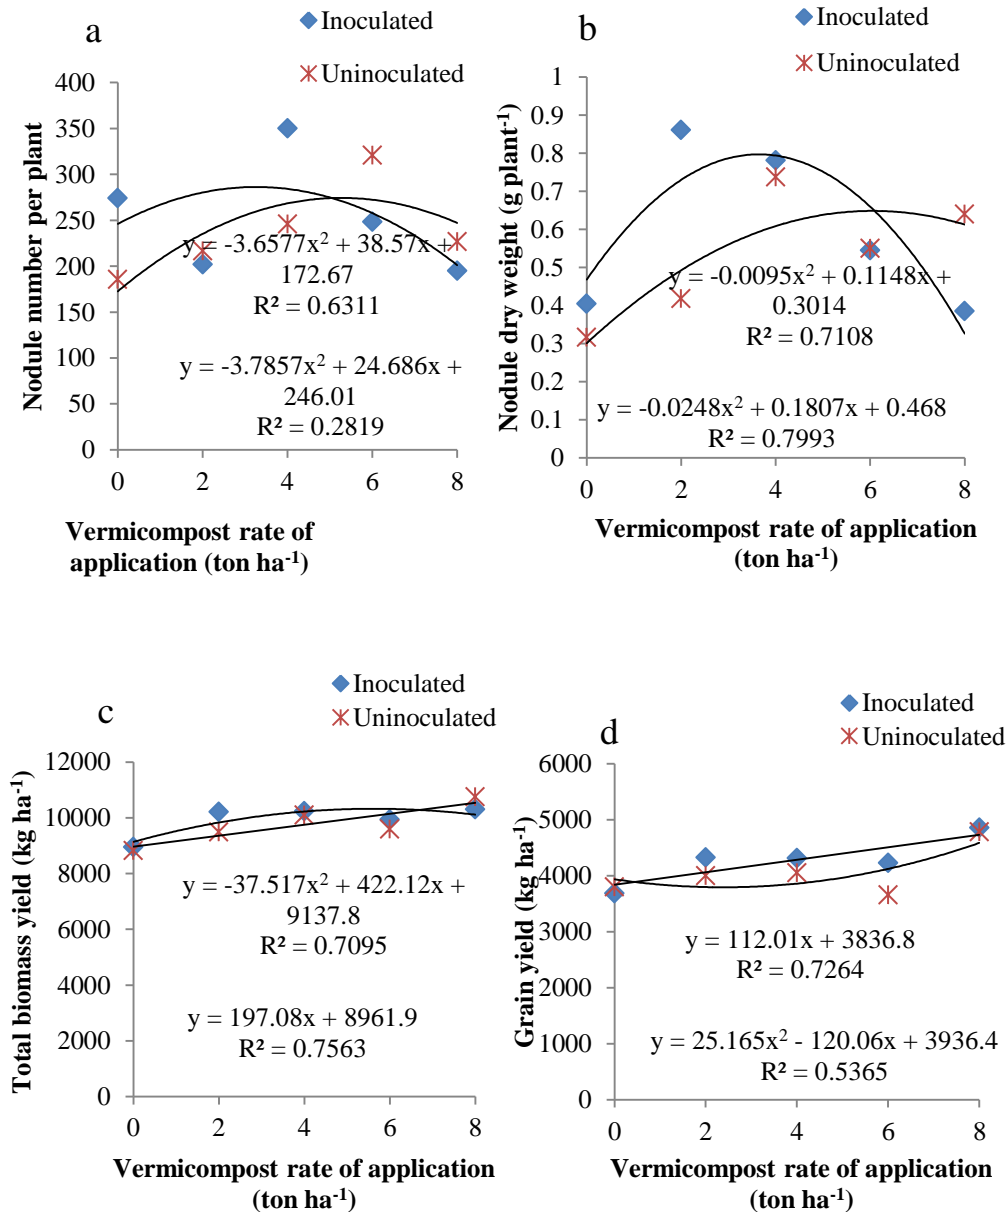 a
Inoculated
Uninoculated
400
350
300
250
200
150
100
50
0
Nodule number per plant
y = -3.6577x² + 38.57x +
172.67
R² = 0.6311
y = -3.7857x² + 24.686x +
246.01
R² = 0.2819
0 2 4 6 8
Vermicompost rate of
application (ton ha⁻¹)
b
Inoculated
Uninoculated
1
0.9
0.8
0.7
0.6
0.5
0.4
0.3
0.2
0.1
0
Nodule dry weight (g plant⁻¹)
y = -0.0095x² + 0.1148x +
0.3014
R² = 0.7108
y = -0.0248x² + 0.1807x + 0.468
R² = 0.7993
0 2 4 6 8
Vermicompost rate of application
(ton ha⁻¹)
c
Inoculated
Uninoculated
12000
10000
8000
6000
4000
2000
0
Total biomass yield (kg ha⁻¹)
y = -37.517x² + 422.12x +
9137.8
R² = 0.7095
y = 197.08x + 8961.9
R² = 0.7563
0 2 4 6 8
Vermicompost rate of application
(ton ha⁻¹)
d
Inoculated
Uninoculated
6000
5000
4000
3000
2000
1000
0
Grain yield (kg ha⁻¹)
y = 112.01x + 3836.8
R² = 0.7264
y = 25.165x² - 120.06x + 3936.4
R² = 0.5365
0 2 4 6 8
Vermicompost rate of application
(ton ha⁻¹)